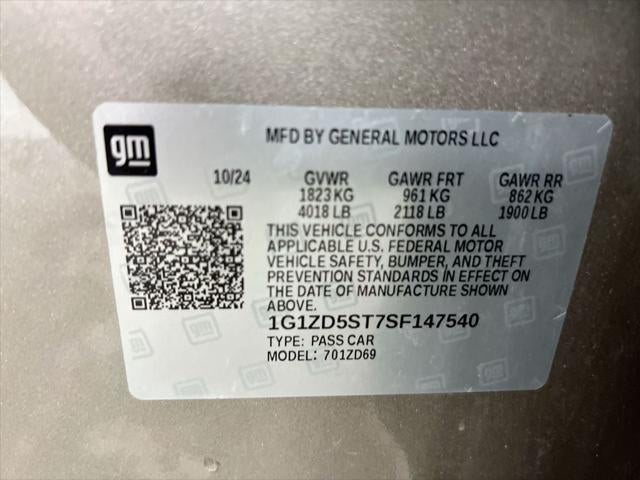 gm
MFD BY GENERAL MOTORS LLC
10/24 GVWR GAWR FRT GAWR RR
1823 KG 961 KG 862 KG
4018 LB 2118 LB 1900 LB
THIS VEHICLE CONFORMS TO ALL
APPLICABLE U.S. FEDERAL MOTOR
VEHICLE SAFETY, BUMPER, AND THEFT
PREVENTION STANDARDS IN EFFECT ON
THE DATE OF MANUFACTURE SHOWN
ABOVE.
1G1ZD5ST7SF147540
TYPE: PASS CAR
MODEL: 701ZD69